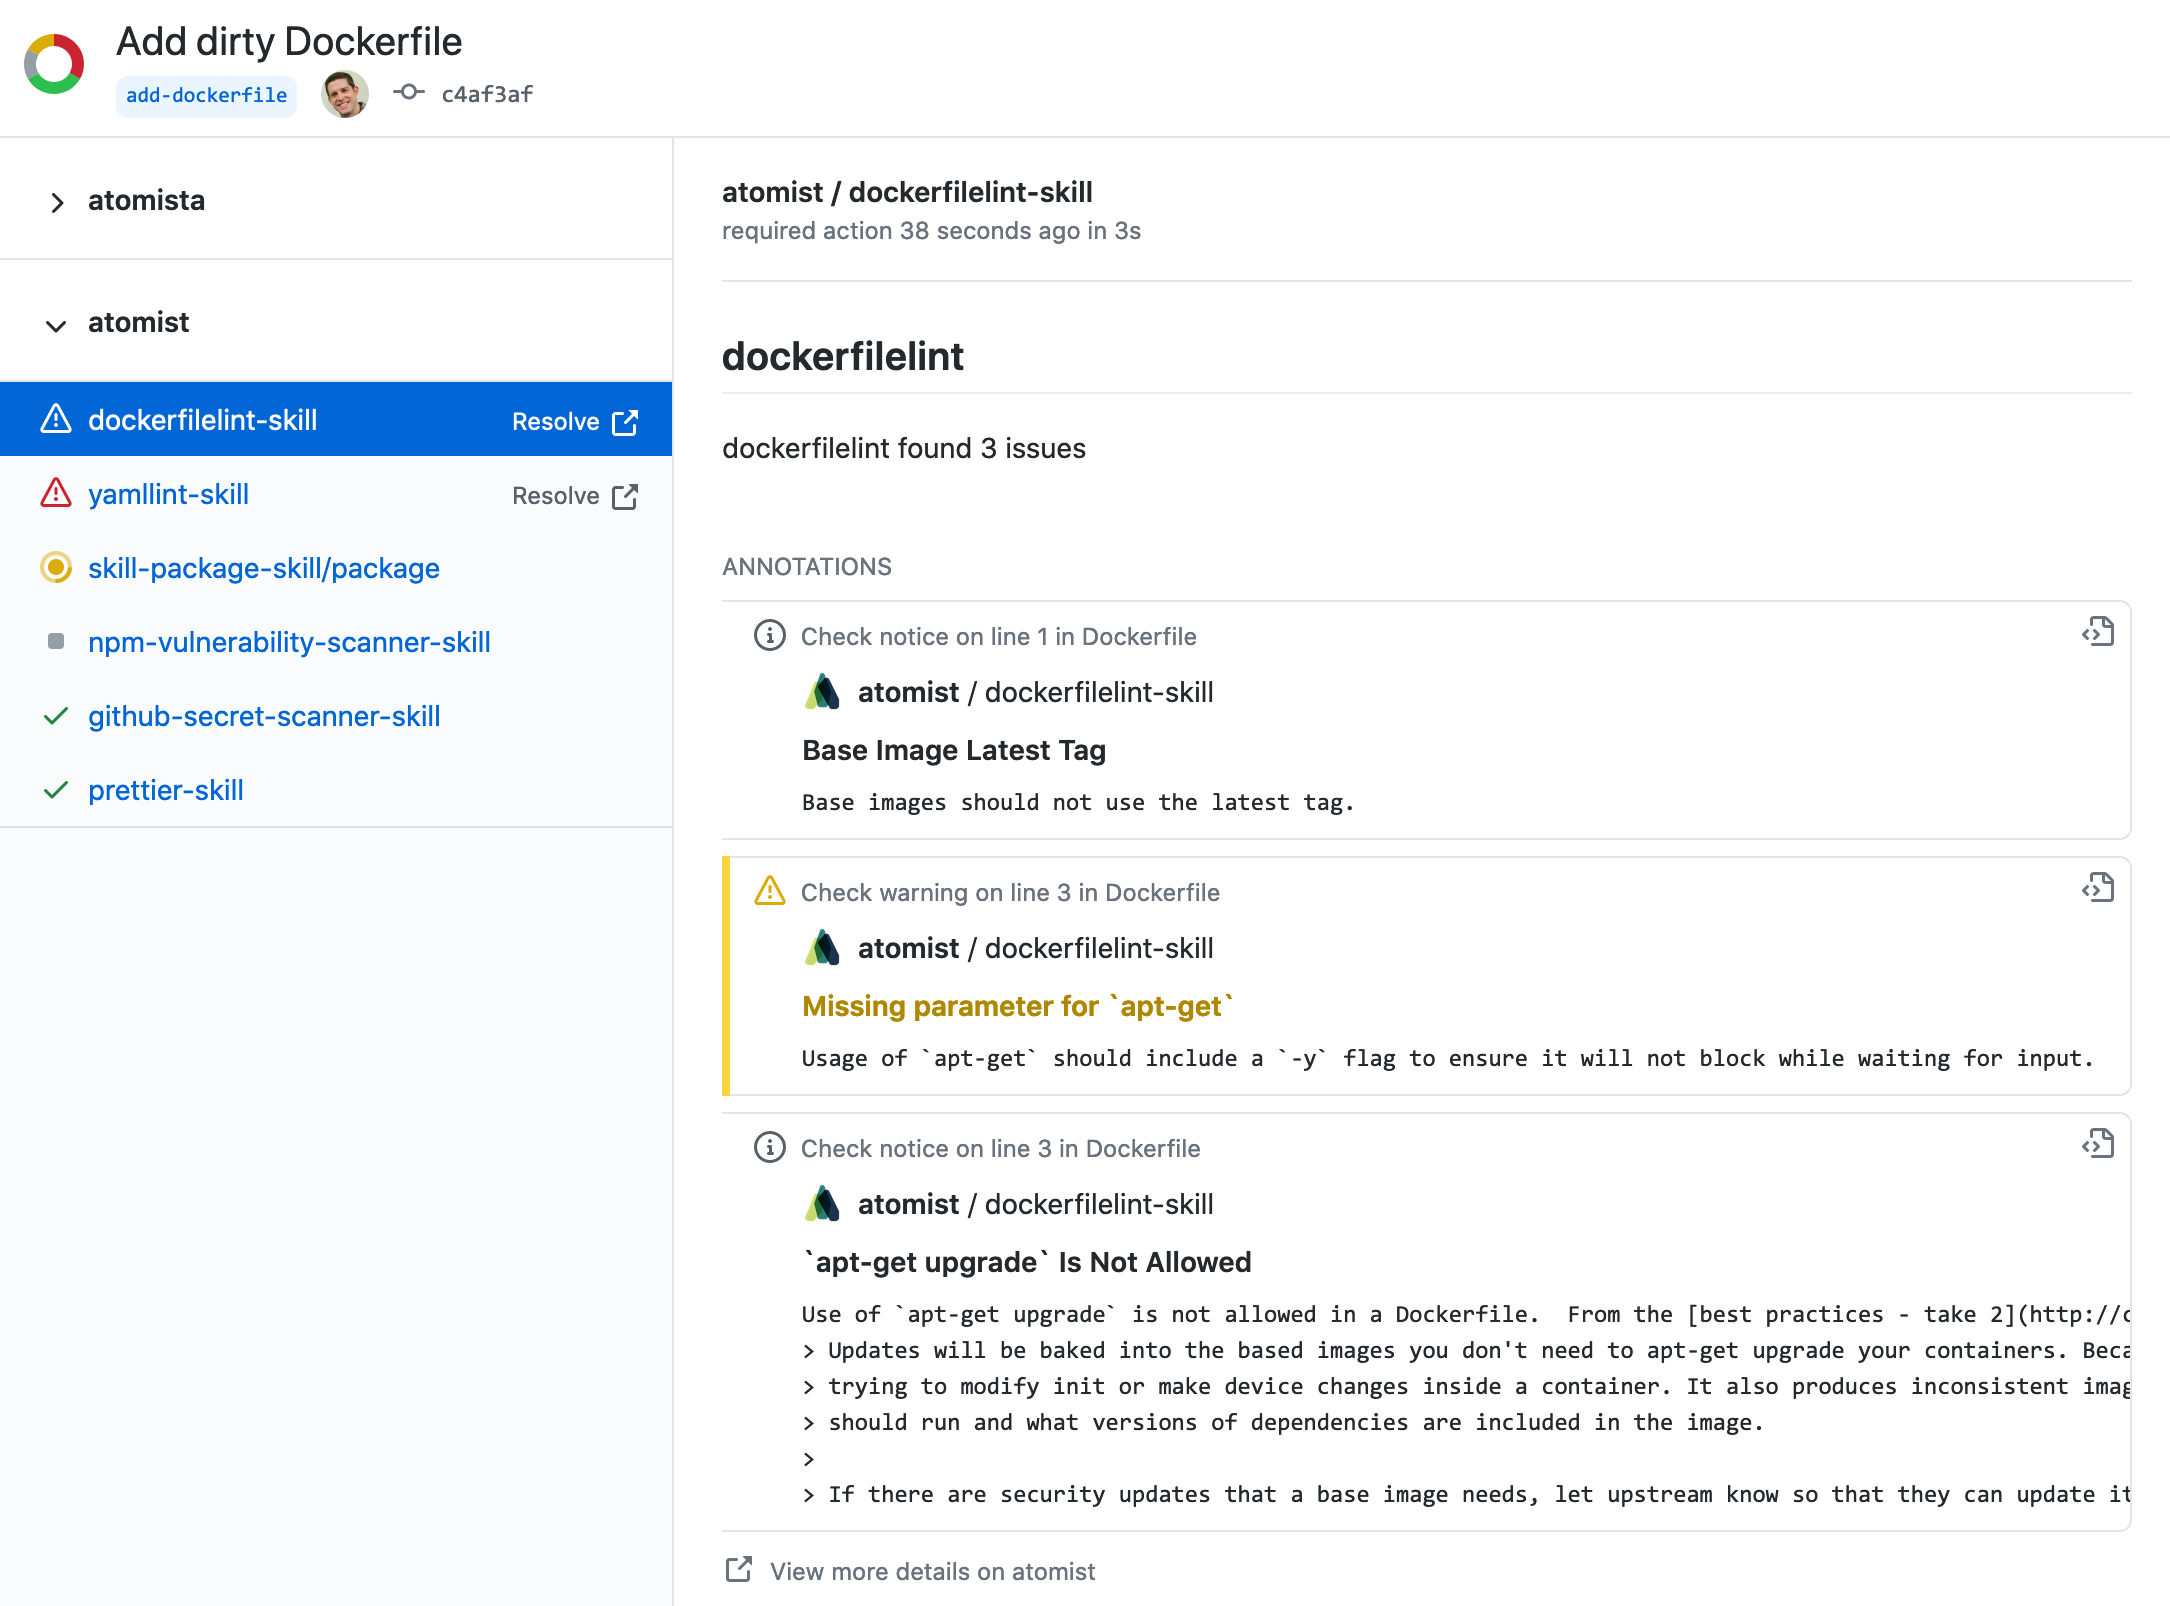 Add dirty Dockerfile
add-dockerfile c4af3af
atomista
atomist
dockerfilelint-skill Resolve
yamllint-skill Resolve
skill-package-skill/package
npm-vulnerability-scanner-skill
github-secret-scanner-skill
prettier-skill
atomist / dockerfilelint-skill
required action 38 seconds ago in 3s
dockerfilelint
dockerfilelint found 3 issues
ANNOTATIONS
Check notice on line 1 in Dockerfile
atomist / dockerfilelint-skill
Base Image Latest Tag
Base images should not use the latest tag.
Check warning on line 3 in Dockerfile
atomist / dockerfilelint-skill
Missing parameter for `apt-get`
Usage of `apt-get` should include a `-y` flag to ensure it will not block while waiting for input.
Check notice on line 3 in Dockerfile
atomist / dockerfilelint-skill
`apt-get upgrade` Is Not Allowed
Use of `apt-get upgrade` is not allowed in a Dockerfile.  From the [best practices - take 2](http://
> Updates will be baked into the based images you don't need to apt-get upgrade your containers. Beca
> trying to modify init or make device changes inside a container. It also produces inconsistent imag
> should run and what versions of dependencies are included in the image.
>
> If there are security updates that a base image needs, let upstream know so that they can update it
View more details on atomist